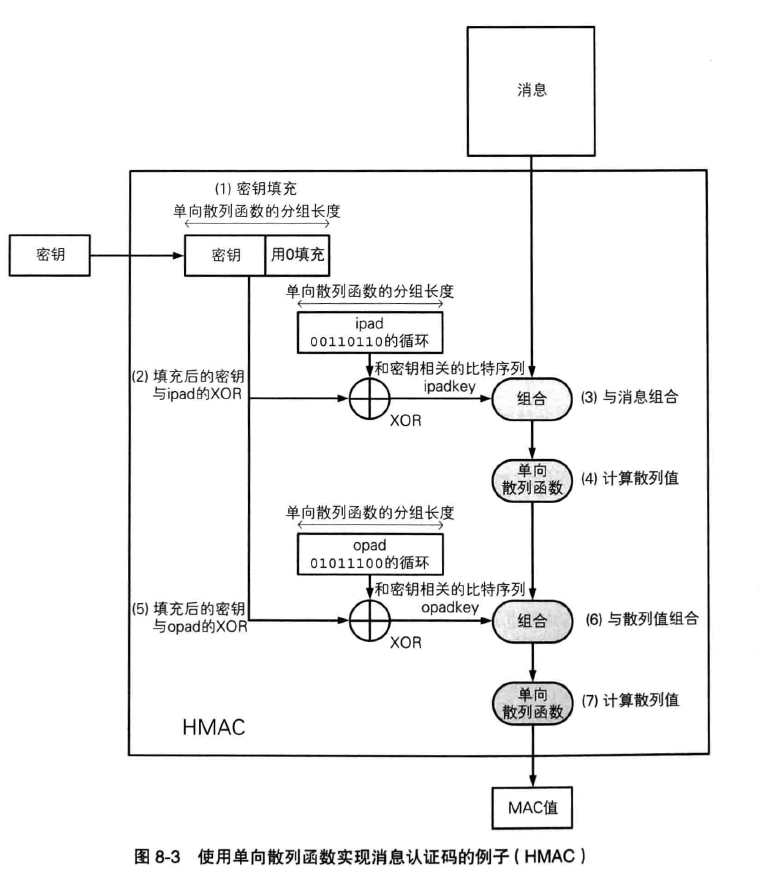 消息
(1) 密钥填充
单向散列函数的分组长度
密钥
密钥
用0填充
单向散列函数的分组长度
ipad
00110110的循环
(2) 填充后的密钥
与ipad的XOR
和密钥相关的比特序列
ipadkey
XOR
组合
(3) 与消息组合
单向
散列函数
(4) 计算散列值
单向散列函数的分组长度
opad
01011100的循环
(5) 填充后的密钥
与opad的XOR
和密钥相关的比特序列
opadkey
XOR
组合
(6) 与散列值组合
单向
散列函数
(7) 计算散列值
HMAC
MAC值
图 8-3 使用单向散列函数实现消息认证码的例子(HMAC)